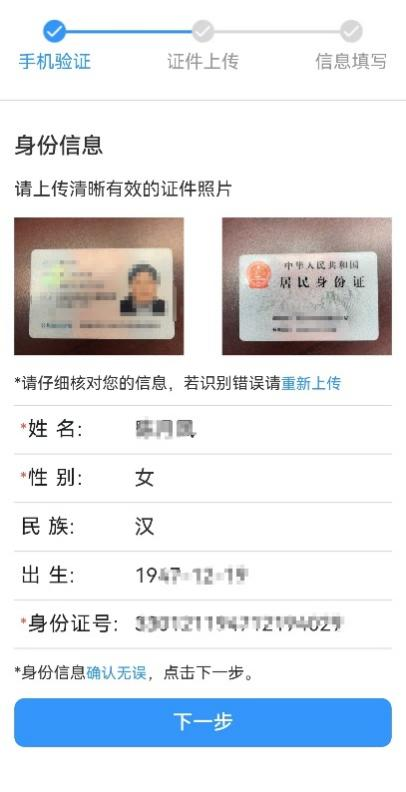 手机验证 证件上传 信息填写
身份信息
请上传清晰有效的证件照片
中华人民共和国
居民身份证
*请仔细核对您的信息，若识别错误请重新上传
*姓 名:
*性 别: 女
民 族: 汉
出 生: 19
*身份证号:
*身份信息确认无误，点击下一步。
下一步